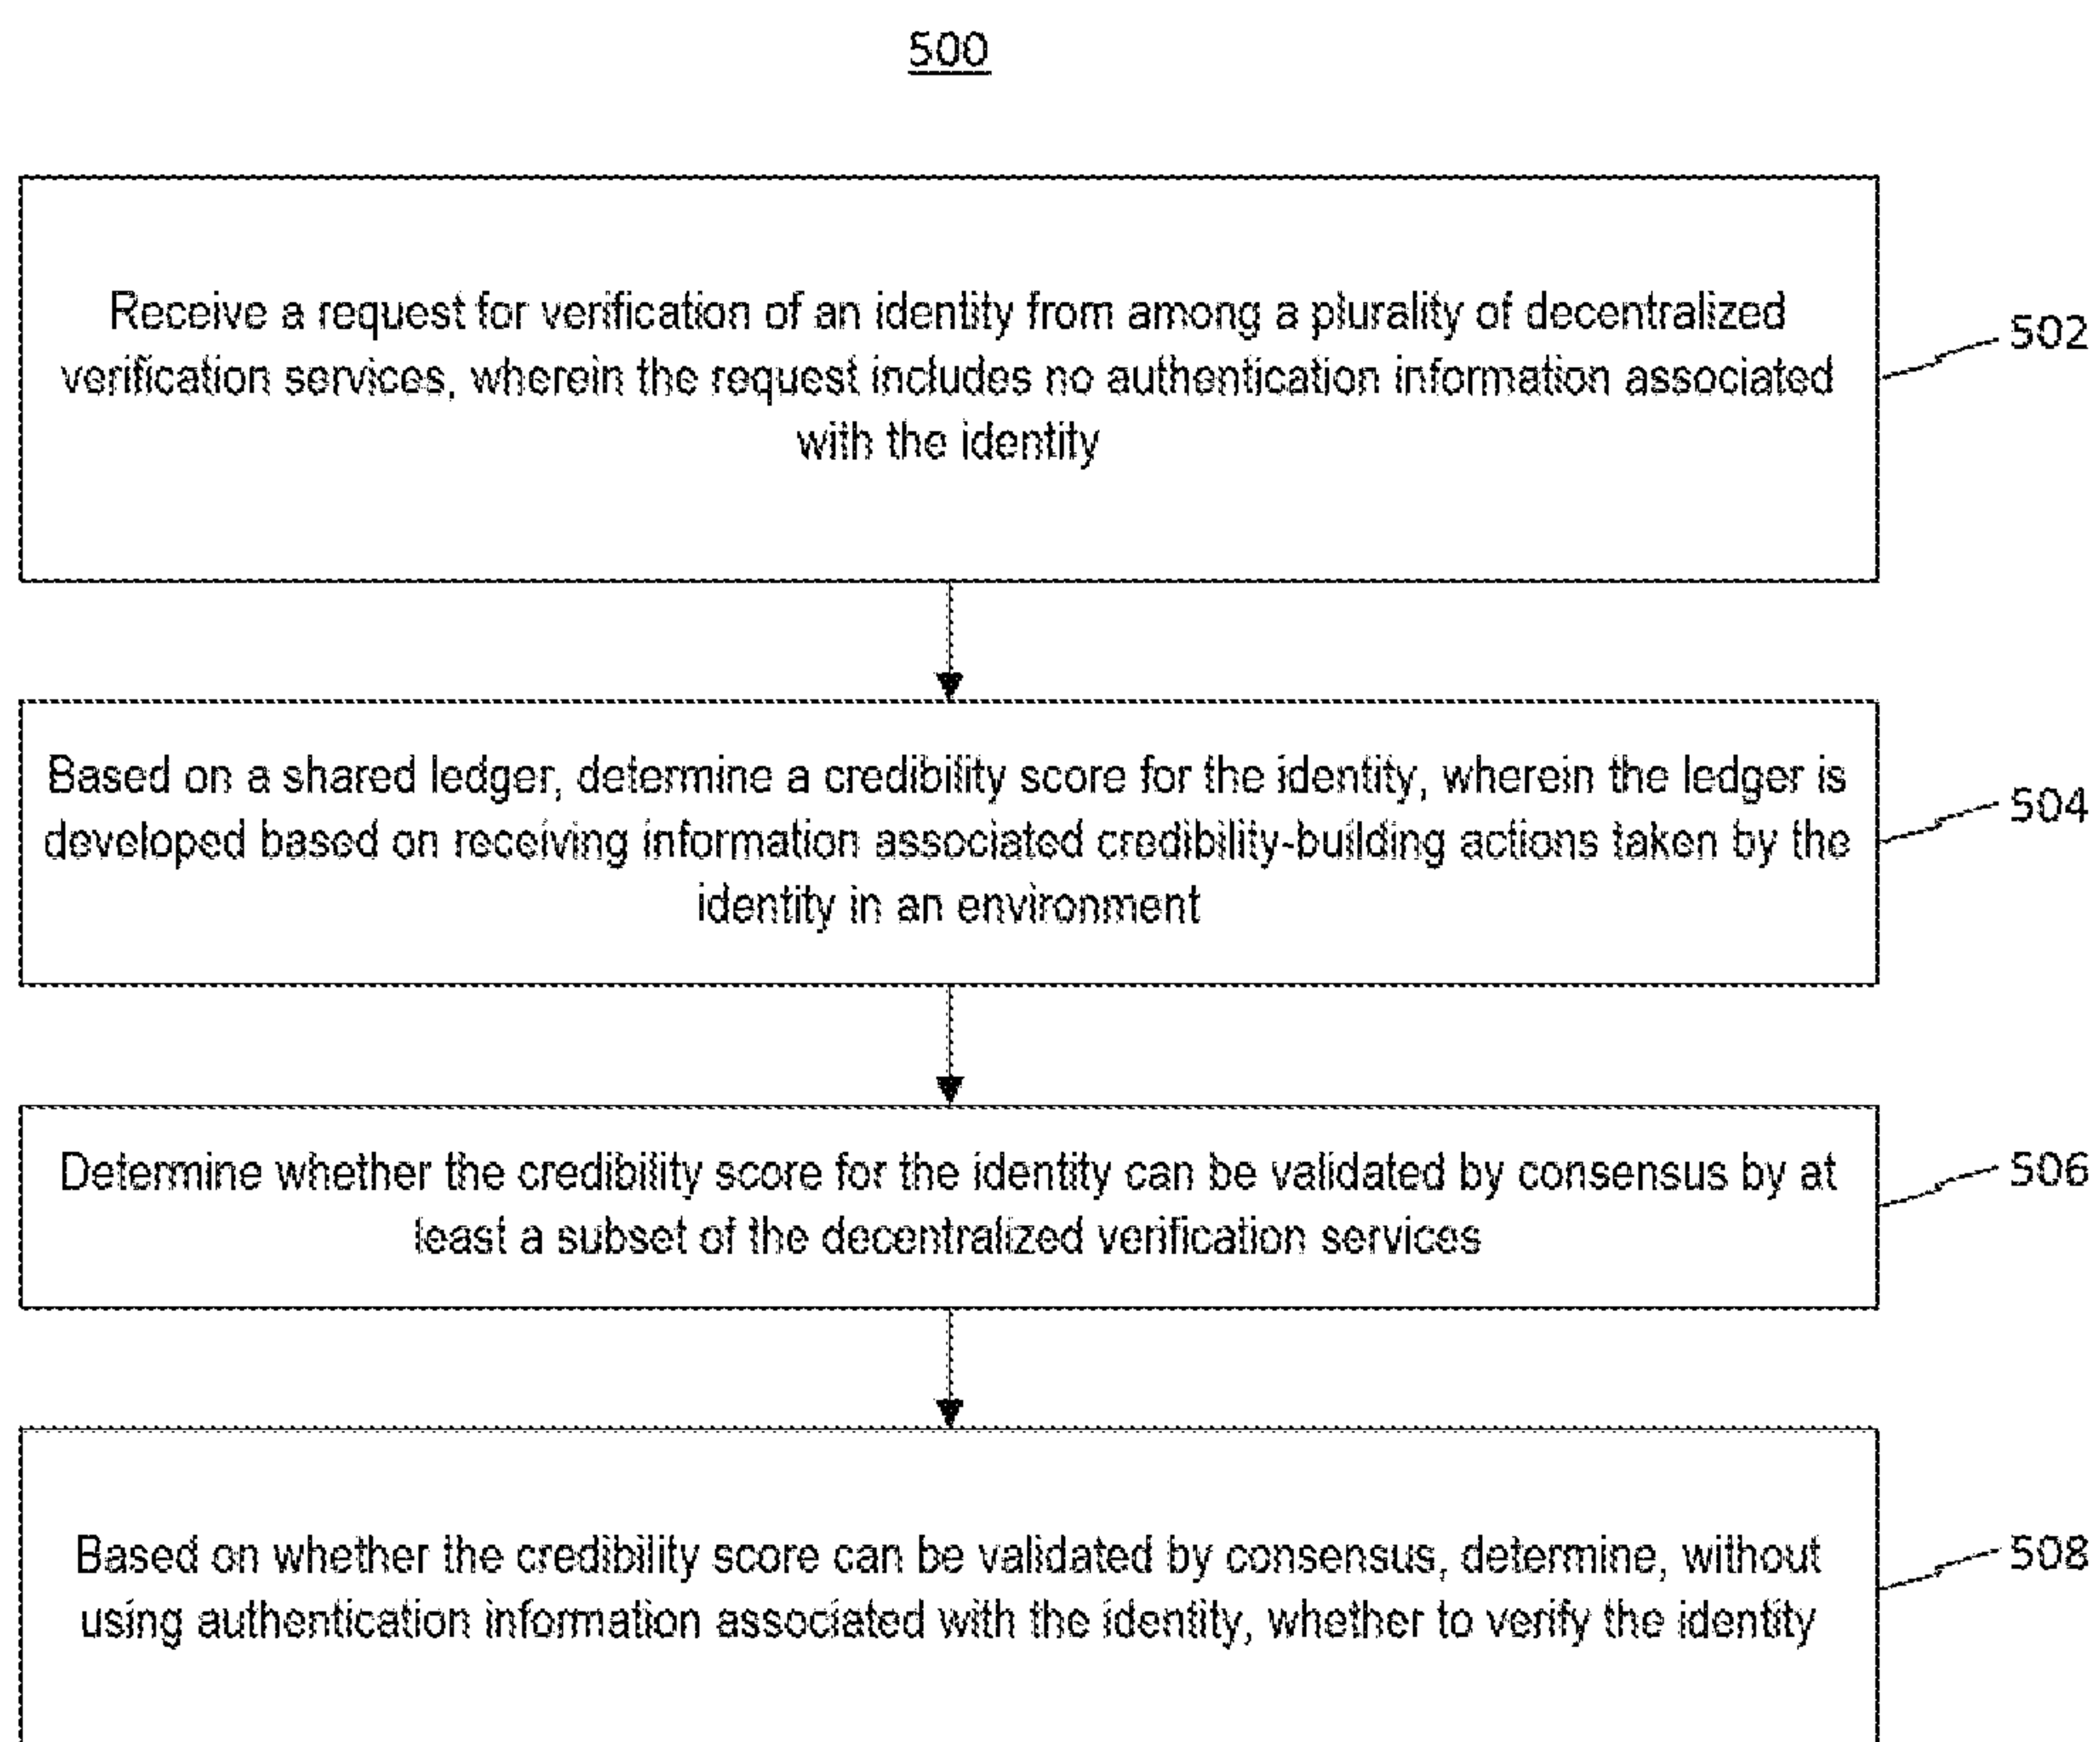 500
Receive a request for verification of an identity from among a plurality of decentralized
verification services, wherein the request includes no authentication information associated
with the identity
502
Based on a shared ledger, determine a credibility score for the identity, wherein the ledger is
developed based on receiving information associated credibility-building actions taken by the
identity in an environment
504
Determine whether the credibility score for the identity can be validated by consensus by at
least a subset of the decentralized verification services
506
Based on whether the credibility score can be validated by consensus, determine, without
using authentication information associated with the identity, whether to verify the identity
508